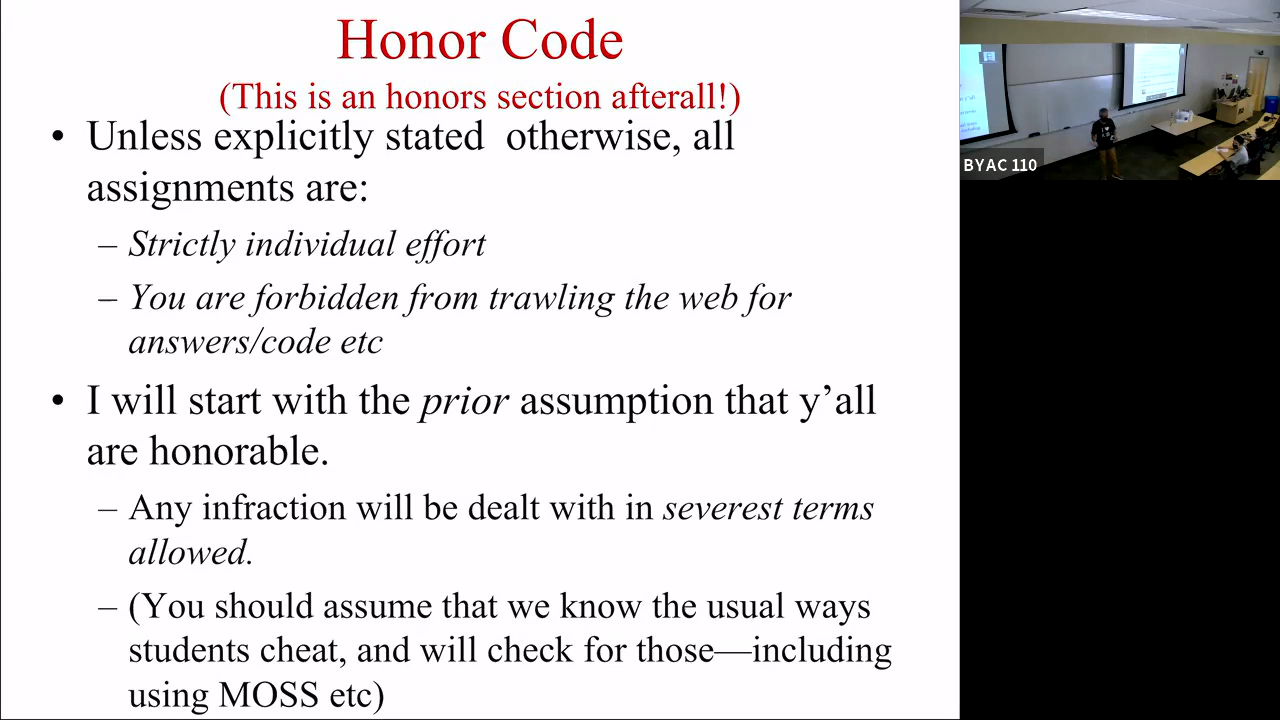 Honor Code
(This is an honors section afterall!)
• Unless explicitly stated otherwise, all
assignments are:
– Strictly individual effort
– You are forbidden from trawling the web for
answers/code etc
• I will start with the prior assumption that y’all
are honorable.
– Any infraction will be dealt with in severest terms
allowed.
– (You should assume that we know the usual ways
students cheat, and will check for those—including
using MOSS etc)
BYAC 110